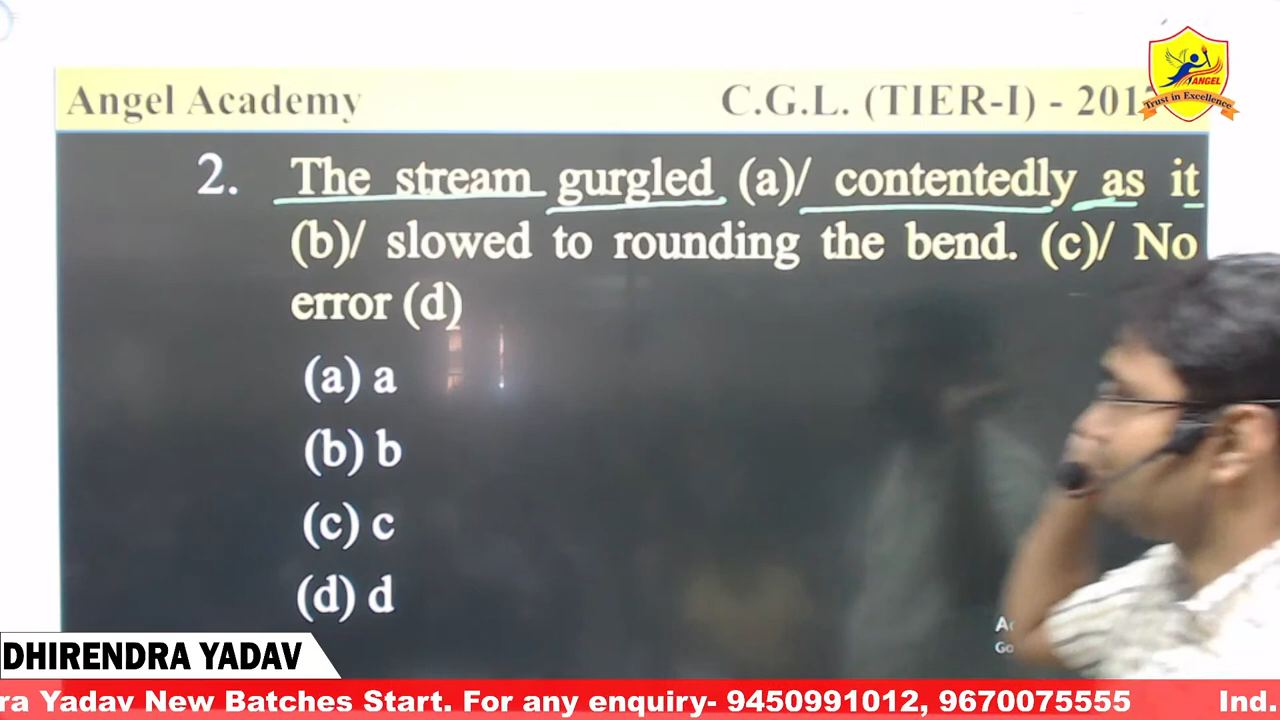 Angel Academy
C.G.L. (TIER-I) - 201
ANGEL
Trust in Excellence
2. The stream gurgled (a)/ contentedly as it
(b)/ slowed to rounding the bend. (c)/ No
error (d)
(a) a
(b) b
(c) c
(d) d
DHIRENDRA YADAV
ra Yadav New Batches Start. For any enquiry- 9450991012, 9670075555 Ind.